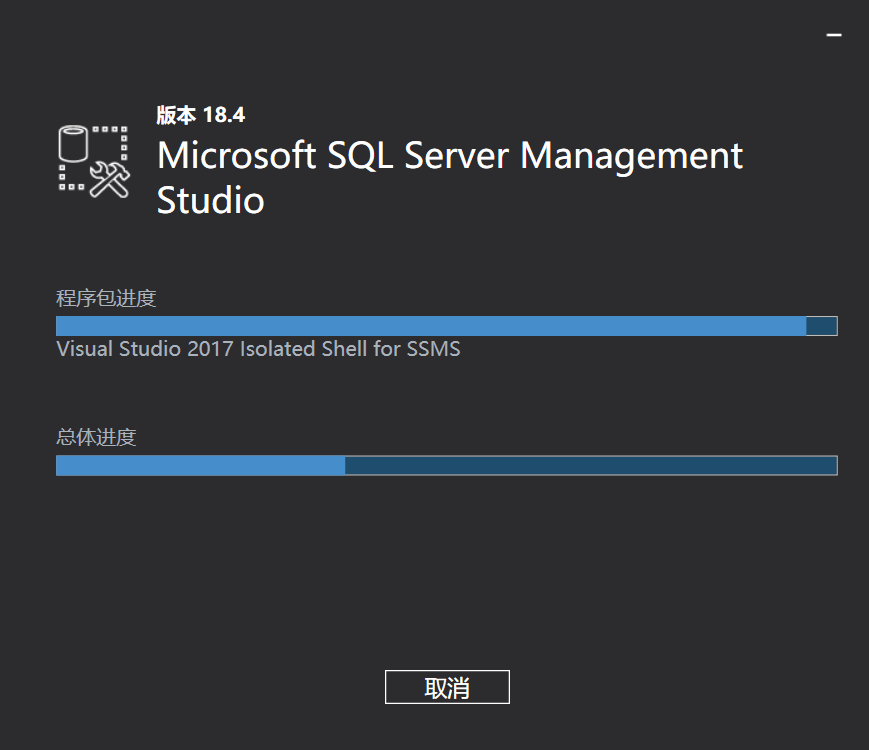 版本 18.4
Microsoft SQL Server Management
Studio
程序包进度
Visual Studio 2017 Isolated Shell for SSMS
总体进度
取消